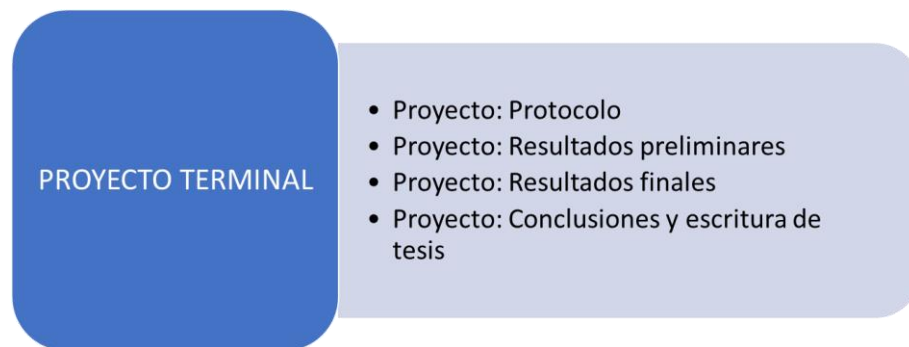 PROYECTO TERMINAL
• Proyecto: Protocolo
• Proyecto: Resultados preliminares
• Proyecto: Resultados finales
• Proyecto: Conclusiones y escritura de
tesis